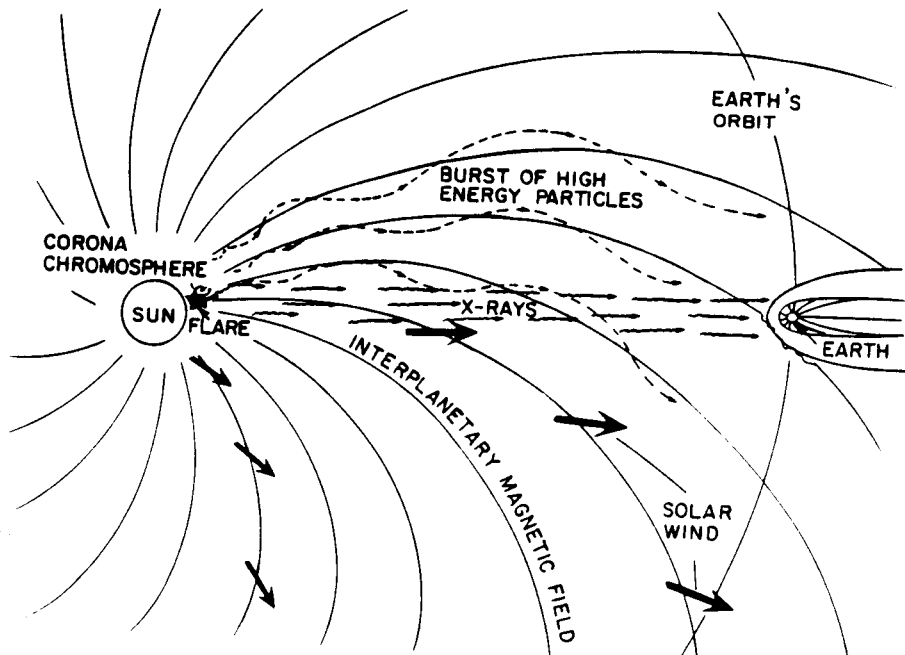 EARTH'S
ORBIT
BURST OF HIGH
ENERGY PARTICLES
CORONA
CHROMOSPHERE
SUN
FLARE
X-RAYS
EARTH
INTERPLANETARY MAGNETIC FIELD
SOLAR
WIND